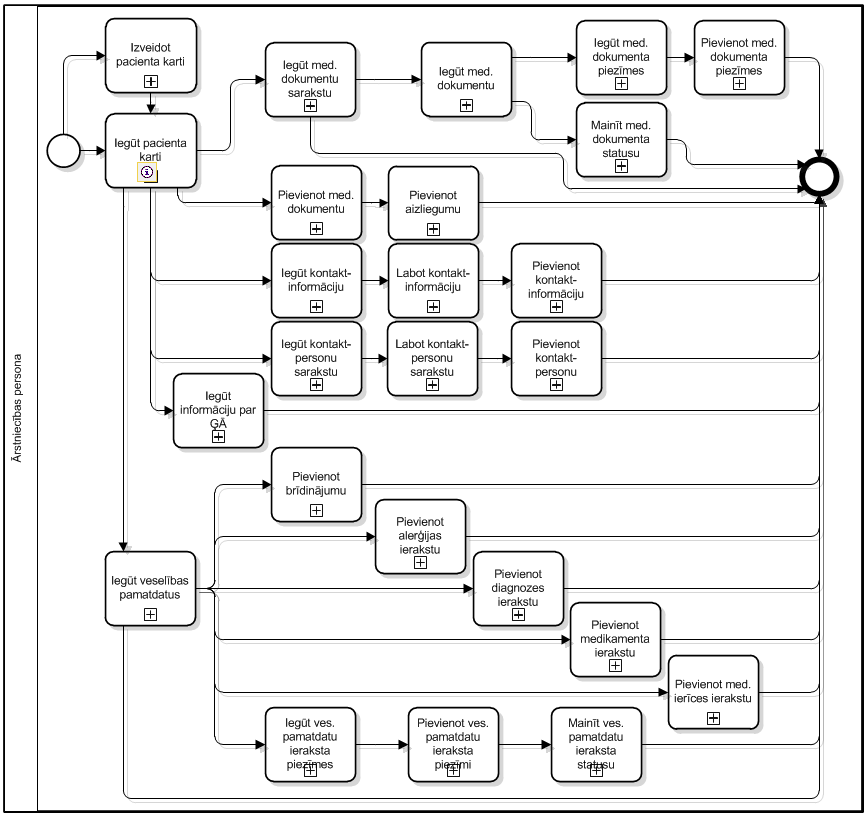 Ārstniecības persona
Izveidot
pacienta karti
Iegūt pacienta
karti
Iegūt med.
dokumentu
sarakstu
Iegūt med.
dokumentu
Iegūt med.
dokumenta
piezīmes
Pievienot med.
dokumenta
piezīmes
Mainīt med.
dokumenta
statusu
Pievienot med.
dokumentu
Pievienot
aizliegumu
Iegūt kontakt-
informāciju
Labot kontakt-
informāciju
Pievienot
kontakt-
informāciju
Iegūt kontakt-
personu
sarakstu
Labot kontakt-
personu
sarakstu
Pievienot
kontakt-
personu
Iegūt
informāciju par
ĢĀ
Pievienot
brīdinājumu
Pievienot
alerģijas
ierakstu
Iegūt veselības
pamatdatus
Pievienot
diagnozes
ierakstu
Pievienot
medikamenta
ierakstu
Pievienot med.
ierīces ierakstu
Iegūt ves.
pamatdatu
ieraksta
piezīmes
Pievienot ves.
pamatdatu
ieraksta
piezīmi
Mainīt ves.
pamatdatu
ieraksta
statusu